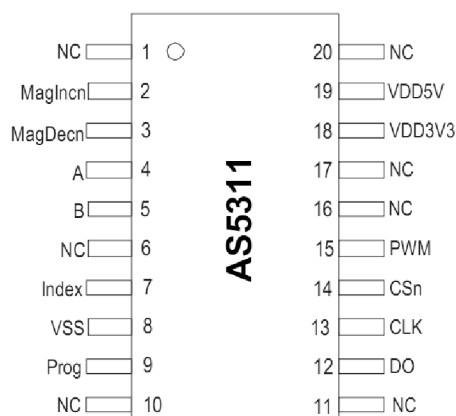 NC 1 20 NC
MagIncn 2 19 VDD5V
MagDecn 3 18 VDD3V3
A 4 17 NC
B 5 16 NC
NC 6 15 PWM
Index 7 14 CSn
VSS 8 13 CLK
Prog 9 12 DO
NC 10 11 NC
AS5311